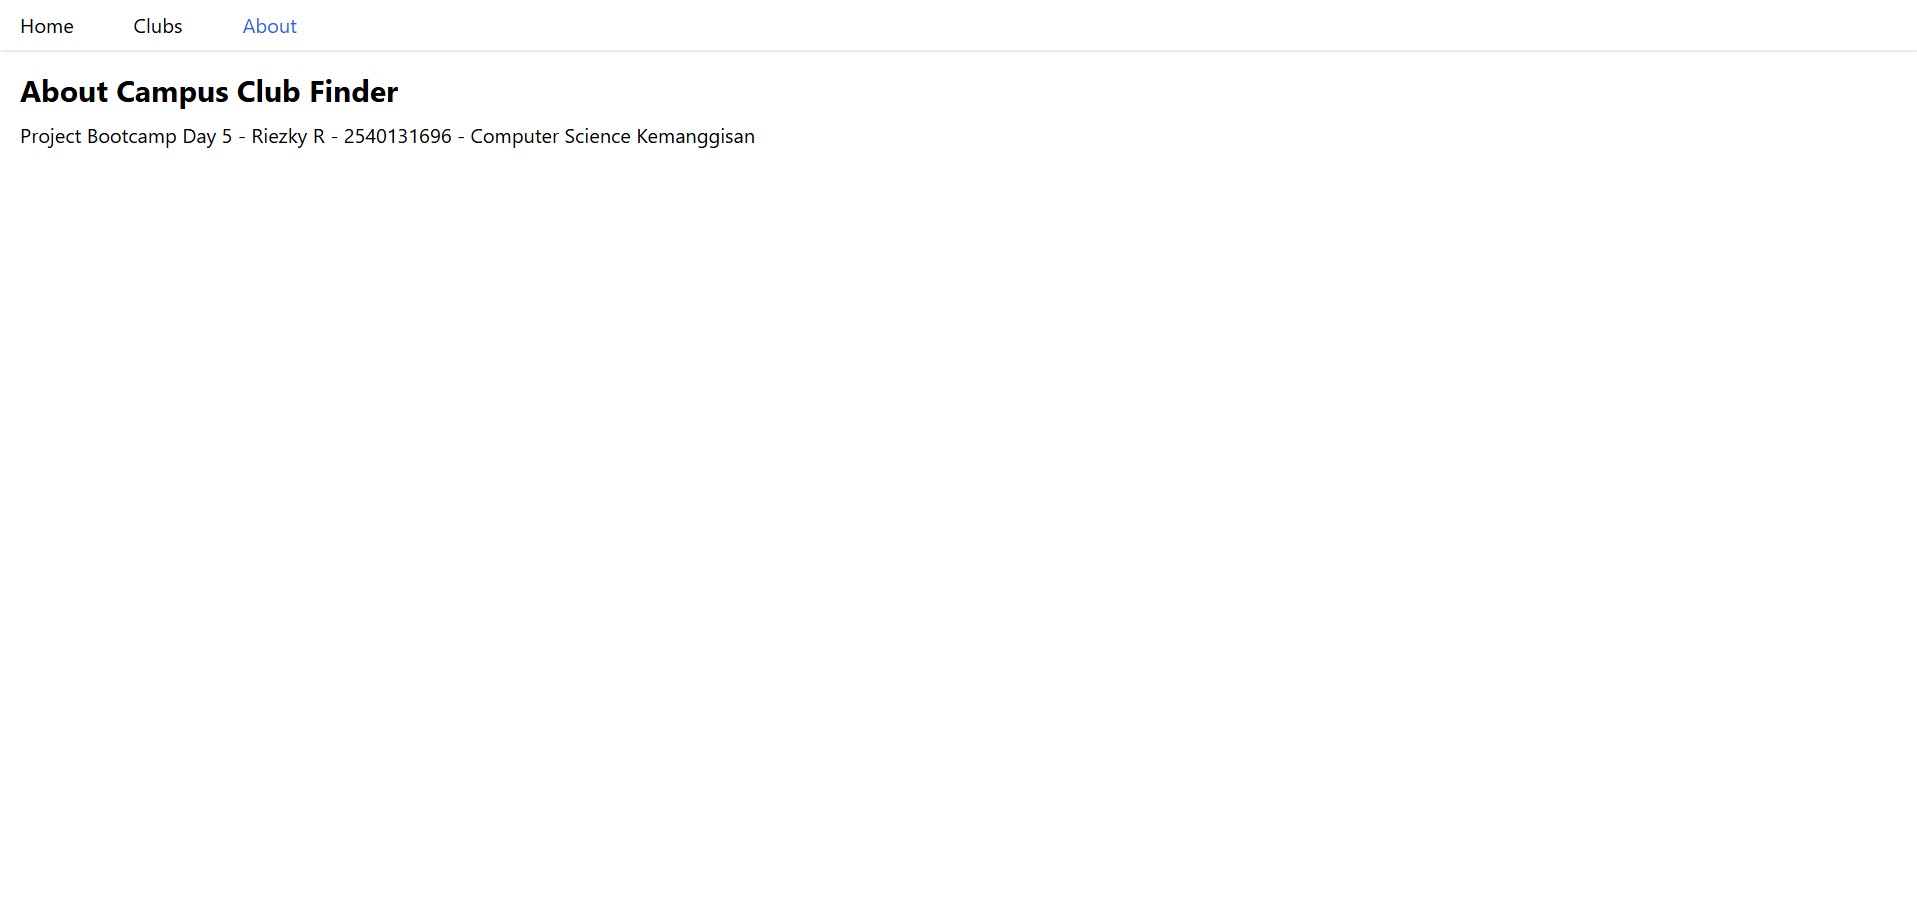 Home Clubs About
About Campus Club Finder
Project Bootcamp Day 5 - Riezky R - 2540131696 - Computer Science Kemanggisan